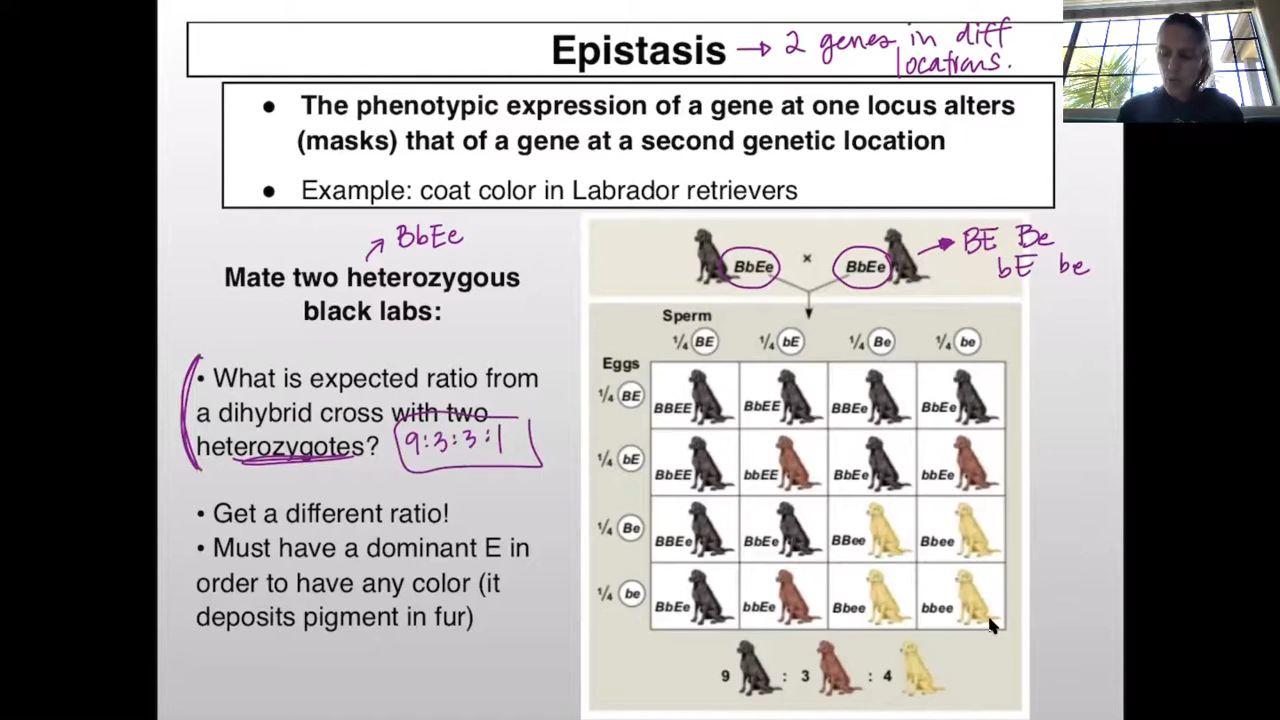 Epistasis → 2 genes in diff
locations.
• The phenotypic expression of a gene at one locus alters
(masks) that of a gene at a second genetic location
• Example: coat color in Labrador retrievers
BbEe
Mate two heterozygous
black labs:
• What is expected ratio from
a dihybrid cross with two
heterozygotes? 9:3:3:1
• Get a different ratio!
• Must have a dominant E in
order to have any color (it
deposits pigment in fur)
BbEe × BbEe → BE Be
bE be
Sperm
1/4 BE 1/4 bE 1/4 Be 1/4 be
Eggs
1/4 BE BBEE BbEE BBEe BbEe
1/4 bE BbEE bbEE BbEe bbEe
1/4 Be BBEe BbEe BBee Bbee
1/4 be BbEe bbEe Bbee bbee
9 : 3 : 4